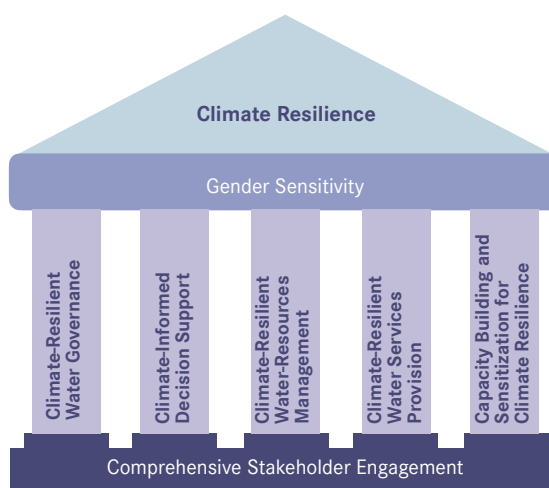 Climate Resilience
Gender Sensitivity
Climate-Resilient
Water Governance
Climate-Informed
Decision Support
Climate-Resilient
Water-Resources
Management
Climate-Resilient
Water Services
Provision
Capacity Building and
Sensitization for
Climate Resilience
Comprehensive Stakeholder Engagement